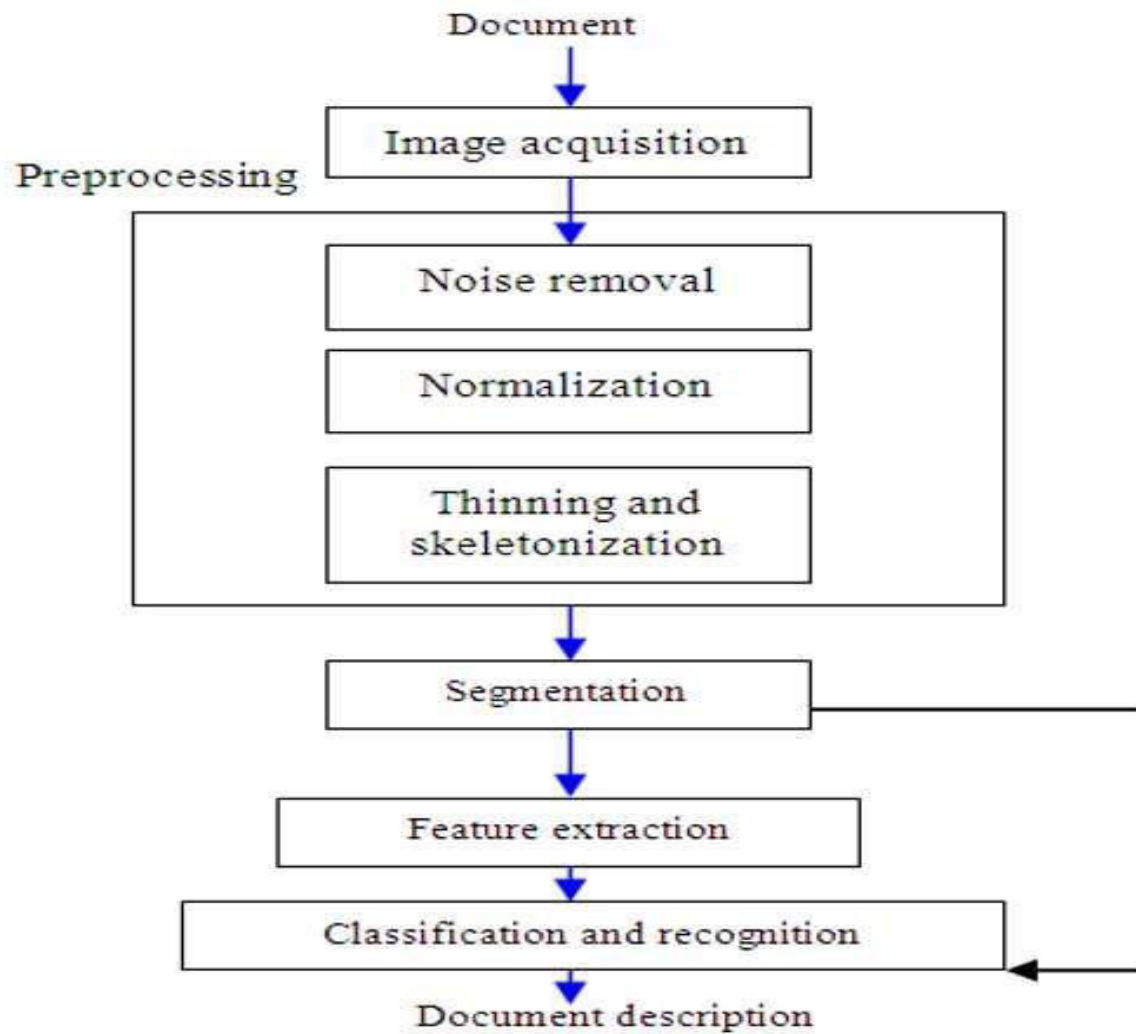 Document
Image acquisition
Preprocessing
Noise removal
Normalization
Thinning and
skeletonization
Segmentation
Feature extraction
Classification and recognition
Document description